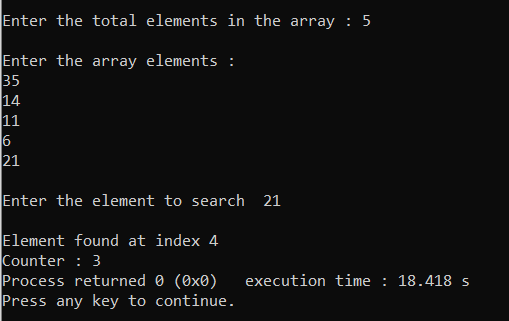 Enter the total elements in the array : 5
Enter the array elements :
35
14
11
6
21
Enter the element to search  21
Element found at index 4
Counter : 3
Process returned 0 (0x0)   execution time : 18.418 s
Press any key to continue.